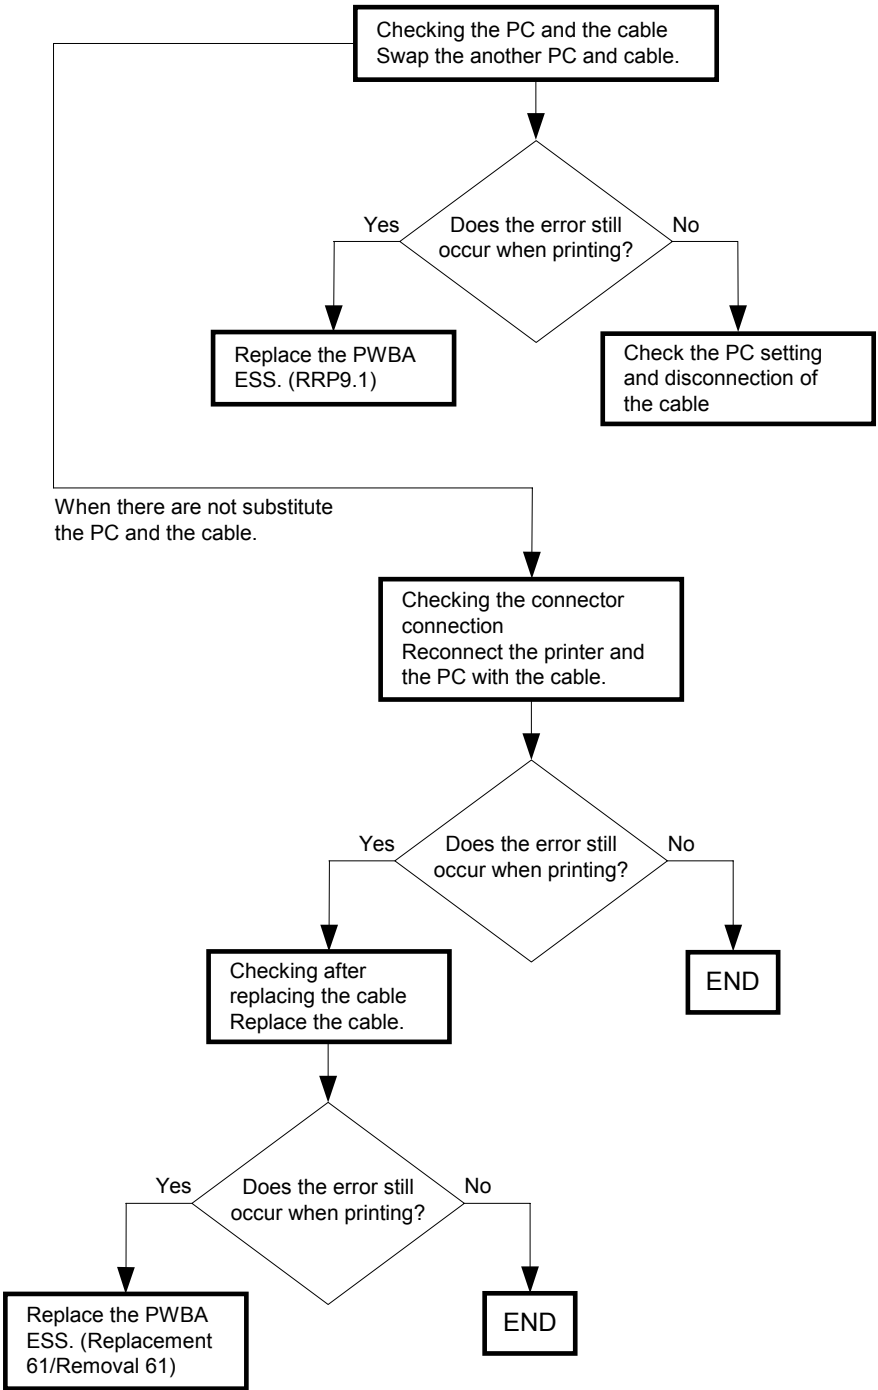 Checking the PC and the cable
Swap the another PC and cable.
Yes
Does the error still
occur when printing?
No
Replace the PWBA
ESS. (RRP9.1)
Check the PC setting
and disconnection of
the cable
When there are not substitute
the PC and the cable.
Checking the connector
connection
Reconnect the printer and
the PC with the cable.
Yes
Does the error still
occur when printing?
No
Checking after
replacing the cable
Replace the cable.
END
Yes
Does the error still
occur when printing?
No
Replace the PWBA
ESS. (Replacement
61/Removal 61)
END